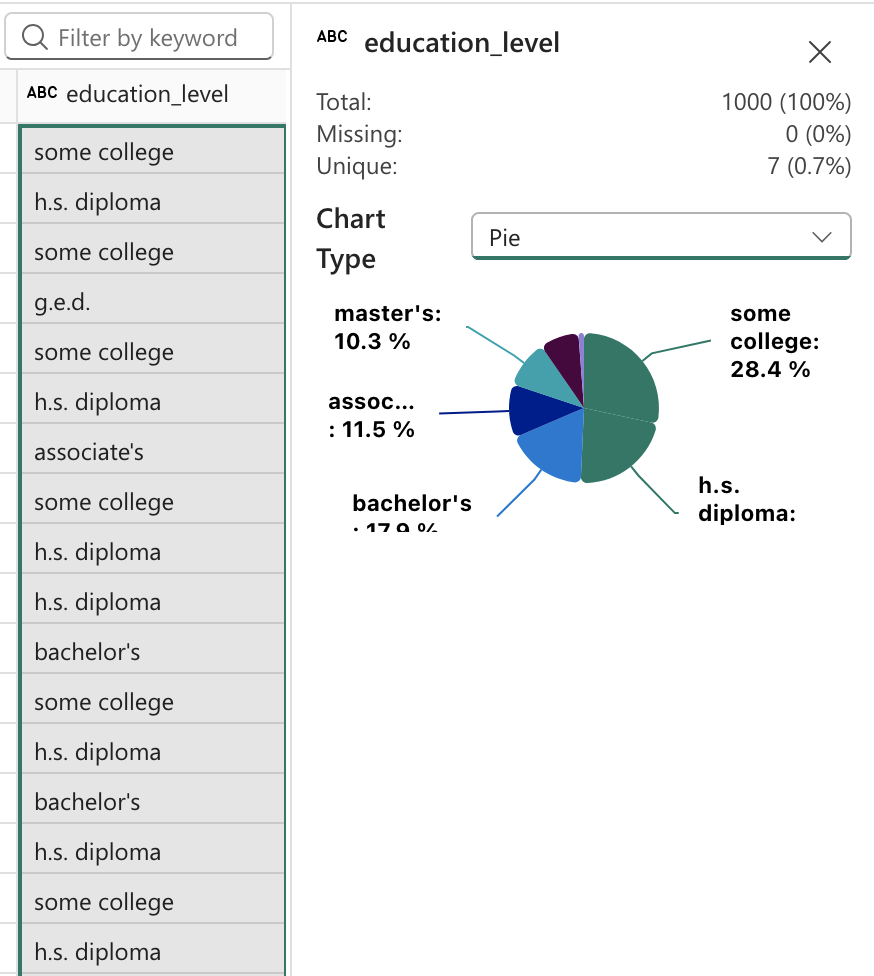 Filter by keyword
ABC education_level
some college
h.s. diploma
some college
g.e.d.
some college
h.s. diploma
associate's
some college
h.s. diploma
h.s. diploma
bachelor's
some college
h.s. diploma
bachelor's
h.s. diploma
some college
h.s. diploma
ABC education_level
Total: 1000 (100%)
Missing: 0 (0%)
Unique: 7 (0.7%)
Chart
Type
Pie
master's:
10.3 %
some
college:
28.4 %
assoc...
: 11.5 %
bachelor's
: 17.9 %
h.s.
diploma: